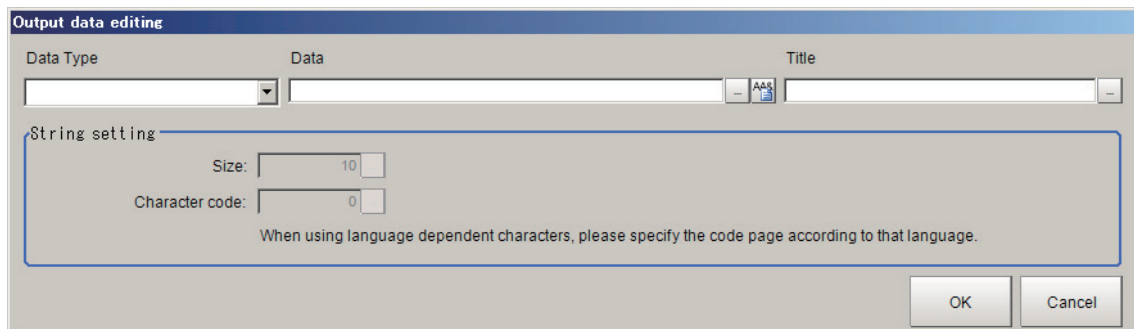 Output data editing
Data Type Data Title
... AA& ...
String setting
Size: 10
Character code: 0
When using language dependent characters, please specify the code page according to that language.
OK Cancel